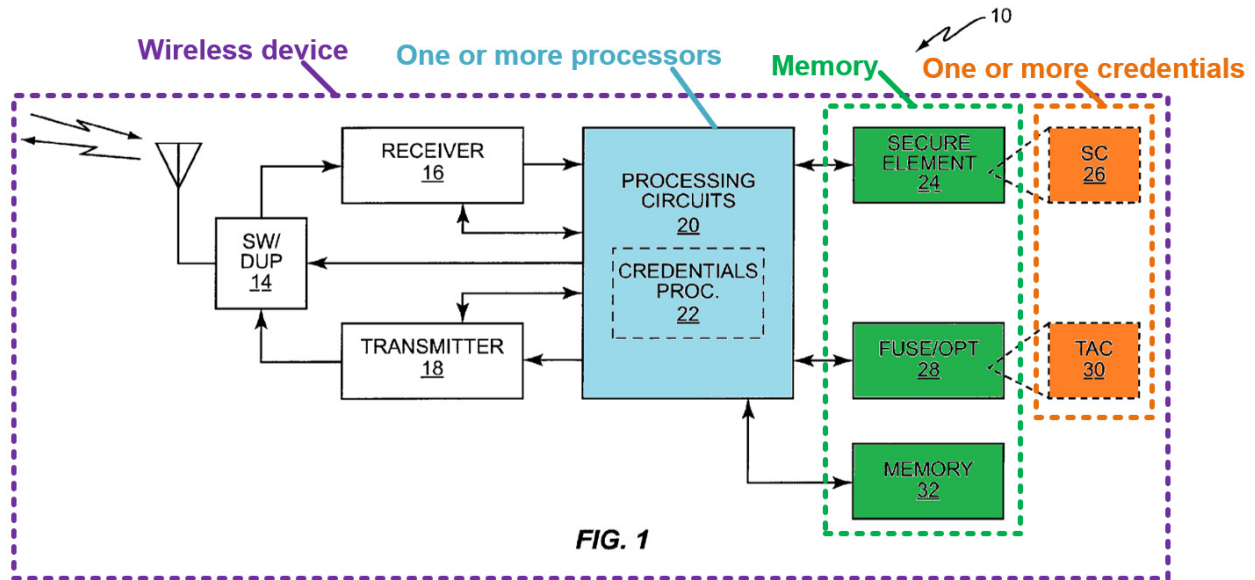 10
Wireless device
One or more processors
Memory
One or more credentials
RECEIVER
16
SECURE
ELEMENT
24
SC
26
PROCESSING
CIRCUITS
20
SW/
DUP
14
CREDENTIALS
PROC.
22
TRANSMITTER
18
FUSE/OPT
28
TAC
30
MEMORY
32
FIG. 1